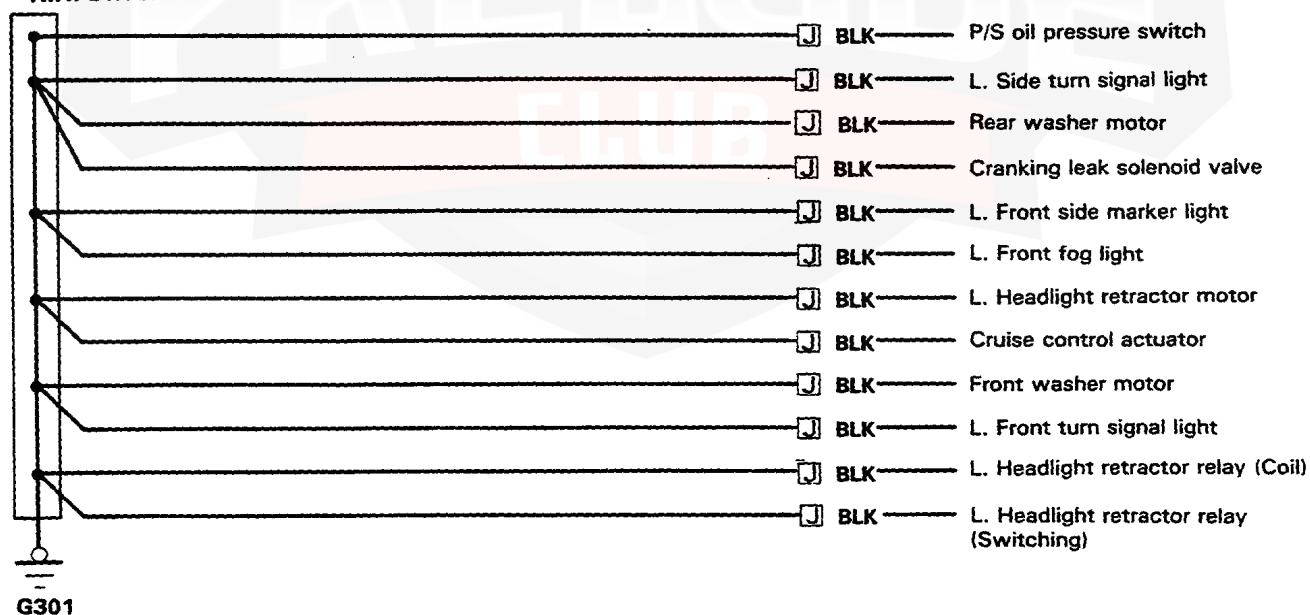 J BLK P/S oil pressure switch
J BLK L. Side turn signal light
J BLK Rear washer motor
J BLK Cranking leak solenoid valve
J BLK L. Front side marker light
J BLK L. Front fog light
J BLK L. Headlight retractor motor
J BLK Cruise control actuator
J BLK Front washer motor
J BLK L. Front turn signal light
J BLK L. Headlight retractor relay (Coil)
J BLK L. Headlight retractor relay
(Switching)
G301
CLUB